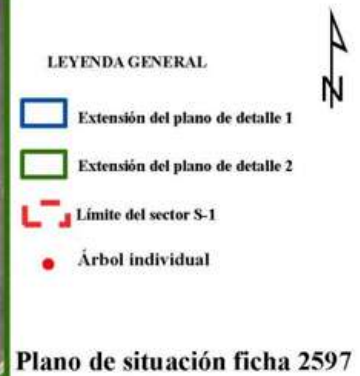 N
LEYENDA GENERAL
Extensión del plano de detalle 1
Extensión del plano de detalle 2
Límite del sector S-1
Árbol individual
Plano de situación ficha 2597